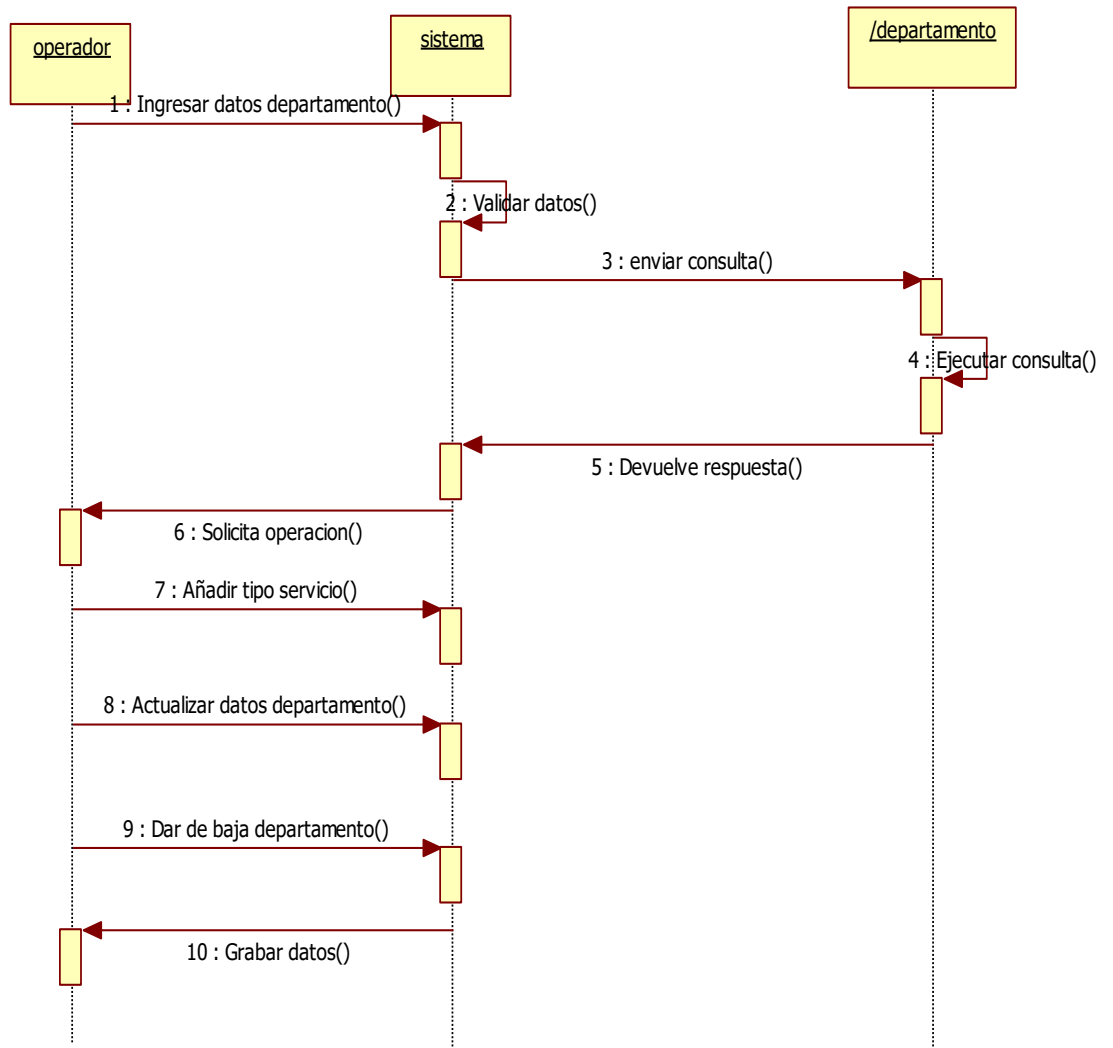 operador
sistema
/departamento
1 : Ingresar datos departamento()
2 : Validar datos()
3 : enviar consulta()
4 : Ejecutar consulta()
5 : Devuelve respuesta()
6 : Solicita operacion()
7 : Añadir tipo servicio()
8 : Actualizar datos departamento()
9 : Dar de baja departamento()
10 : Grabar datos()